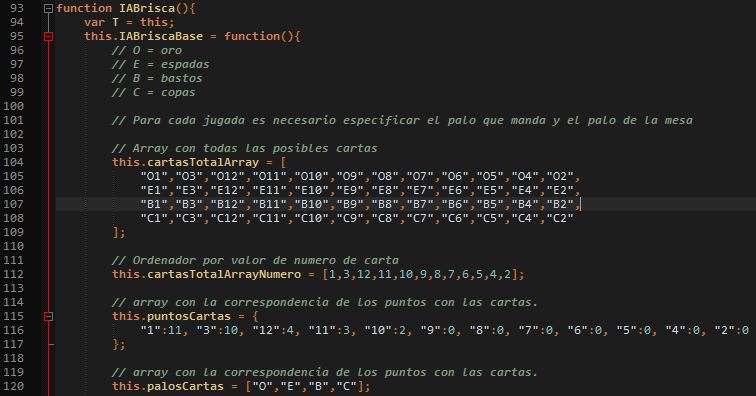 93 function IABrisca(){
94 var T = this;
95 this.IABriscaBase = function(){
96 // O = oro
97 // E = espadas
98 // B = bastos
99 // C = copas
100
101 // Para cada jugada es necesario especificar el palo que manda y el palo de la mesa
102
103 // Array con todas las posibles cartas
104 this.cartasTotalArray = [
105 "O1","O3","O12","O11","O10","O9","O8","O7","O6","O5","O4","O2",
106 "E1","E3","E12","E11","E10","E9","E8","E7","E6","E5","E4","E2",
107 "B1","B3","B12","B11","B10","B9","B8","B7","B6","B5","B4","B2",
108 "C1","C3","C12","C11","C10","C9","C8","C7","C6","C5","C4","C2"
109 ];
110
111 // Ordenador por valor de numero de carta
112 this.cartasTotalArrayNumero = [1,3,12,11,10,9,8,7,6,5,4,2];
113
114 // array con la correspondencia de los puntos con las cartas.
115 this.puntosCartas = {
116 "1":11, "3":10, "12":4, "11":3, "10":2, "9":0, "8":0, "7":0, "6":0, "5":0, "4":0, "2":0
117 };
118
119 // array con la correspondencia de los puntos con las cartas.
120 this.palosCartas = ["O","E","B","C"];